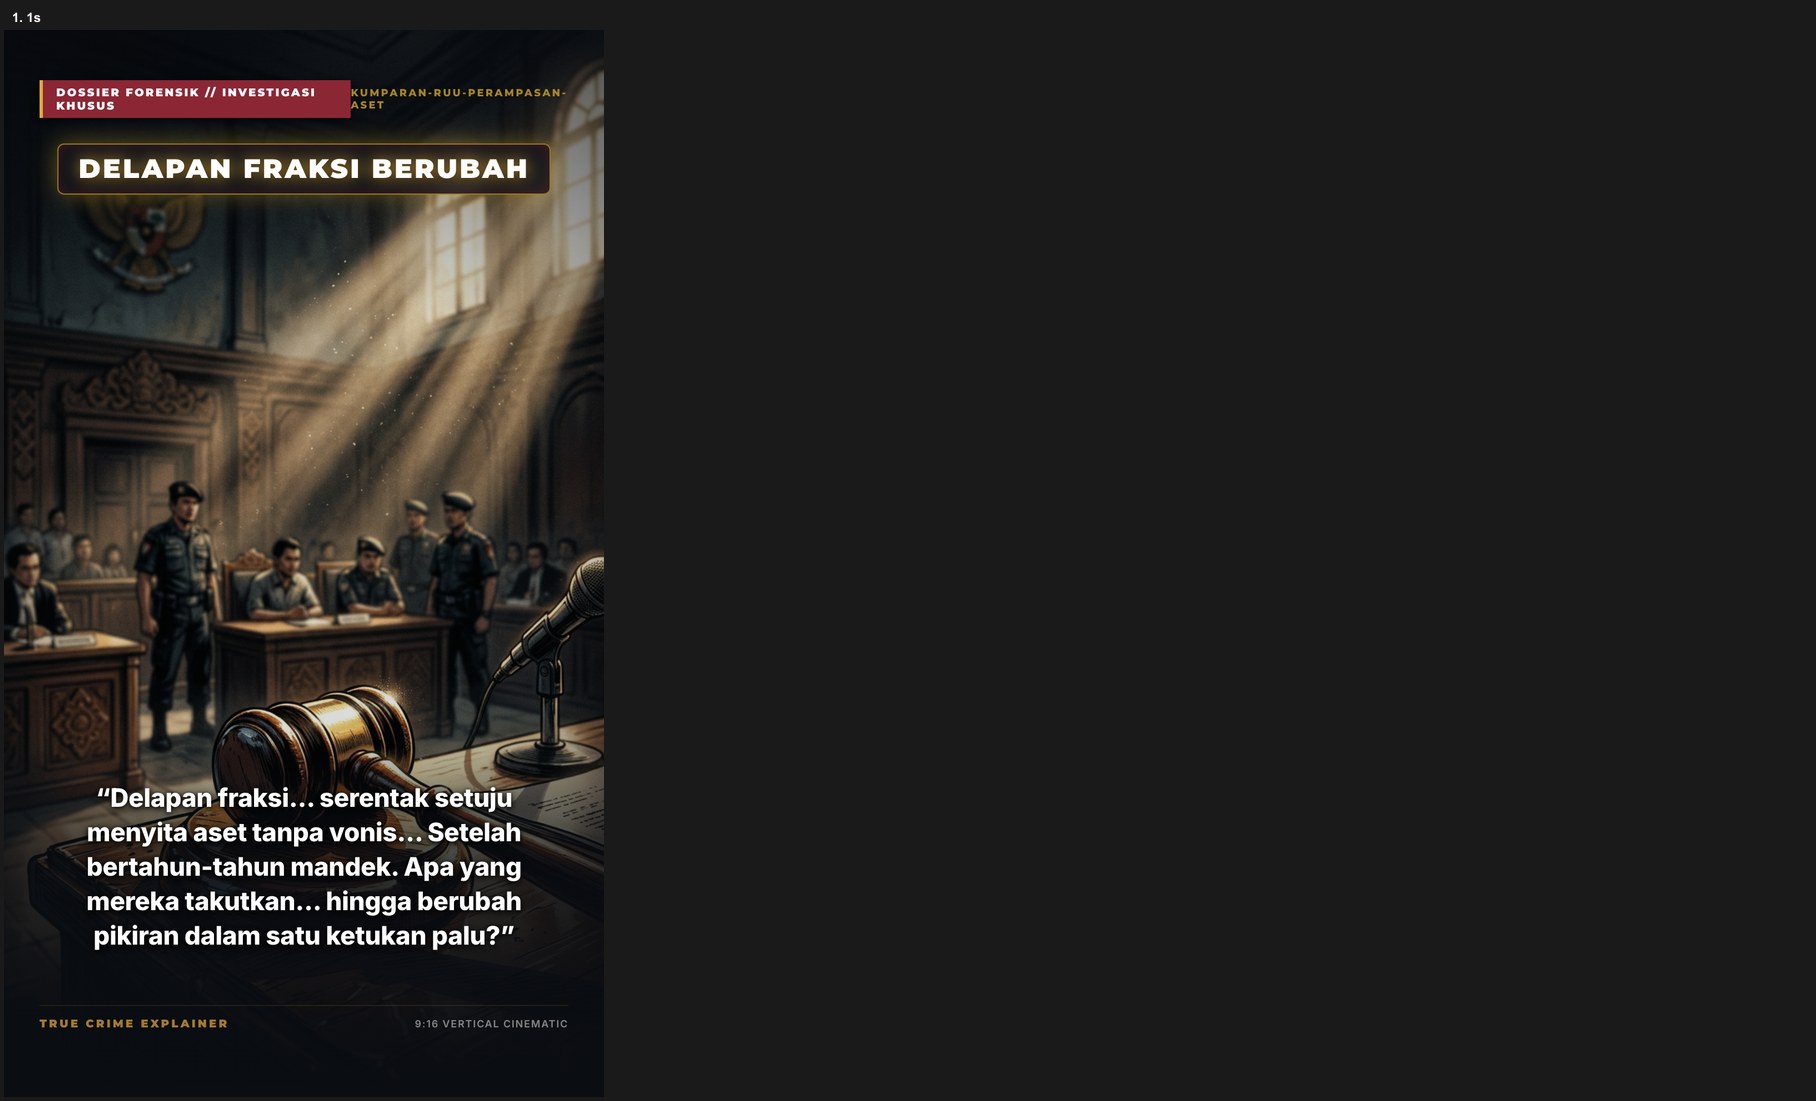 1. 1s
DOSSIER FORENSIK // INVESTIGASI
KHUSUS
KUMPARAN-RUU-PERAMPASAN-
ASET
DELAPAN FRAKSI BERUBAH
“Delapan fraksi... serentak setuju
menyita aset tanpa vonis... Setelah
bertahun-tahun mandek. Apa yang
mereka takutkan... hingga berubah
pikiran dalam satu ketukan palu?”
TRUE CRIME EXPLAINER
9:16 VERTICAL CINEMATIC